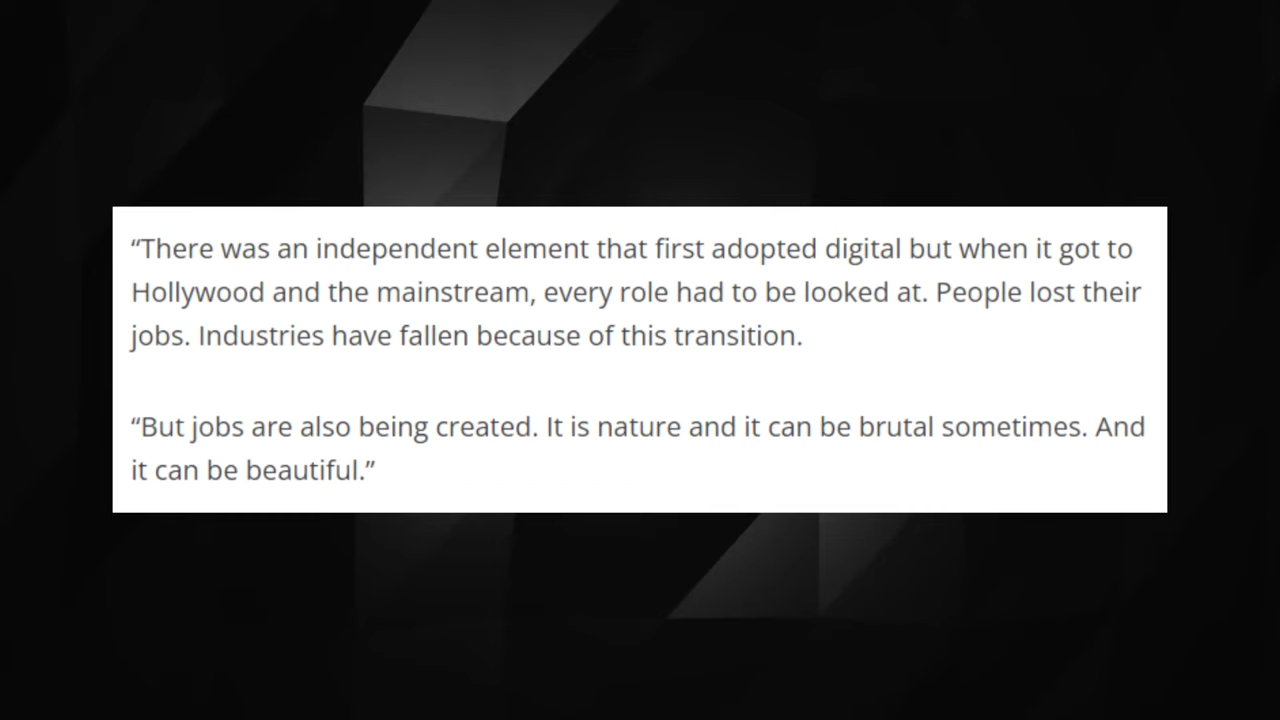 “There was an independent element that first adopted digital but when it got to
Hollywood and the mainstream, every role had to be looked at. People lost their
jobs. Industries have fallen because of this transition.
“But jobs are also being created. It is nature and it can be brutal sometimes. And
it can be beautiful.”